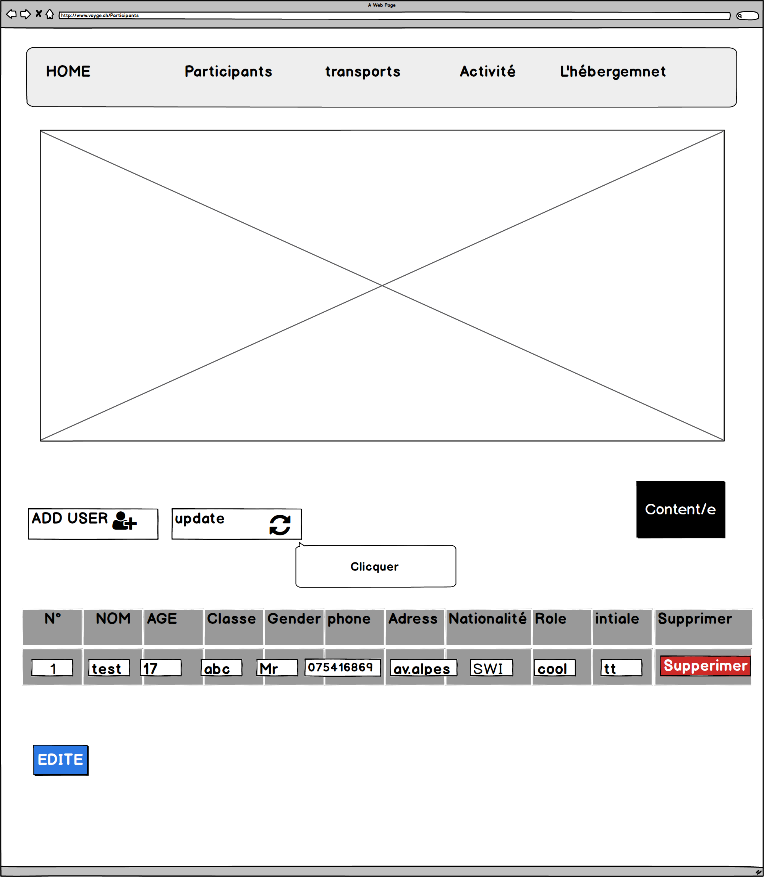 A Web Page
http://www.voyge.ch/Participants
HOME Participants transports Activité L'hébergemnet
Content/e
ADD USER update
Clicquer
N° NOM AGE Classe Gender phone Adress Nationalité Role intiale Supprimer
1 test 17 abc Mr 075416869 av.alpes SWI cool tt Supperimer
EDITE